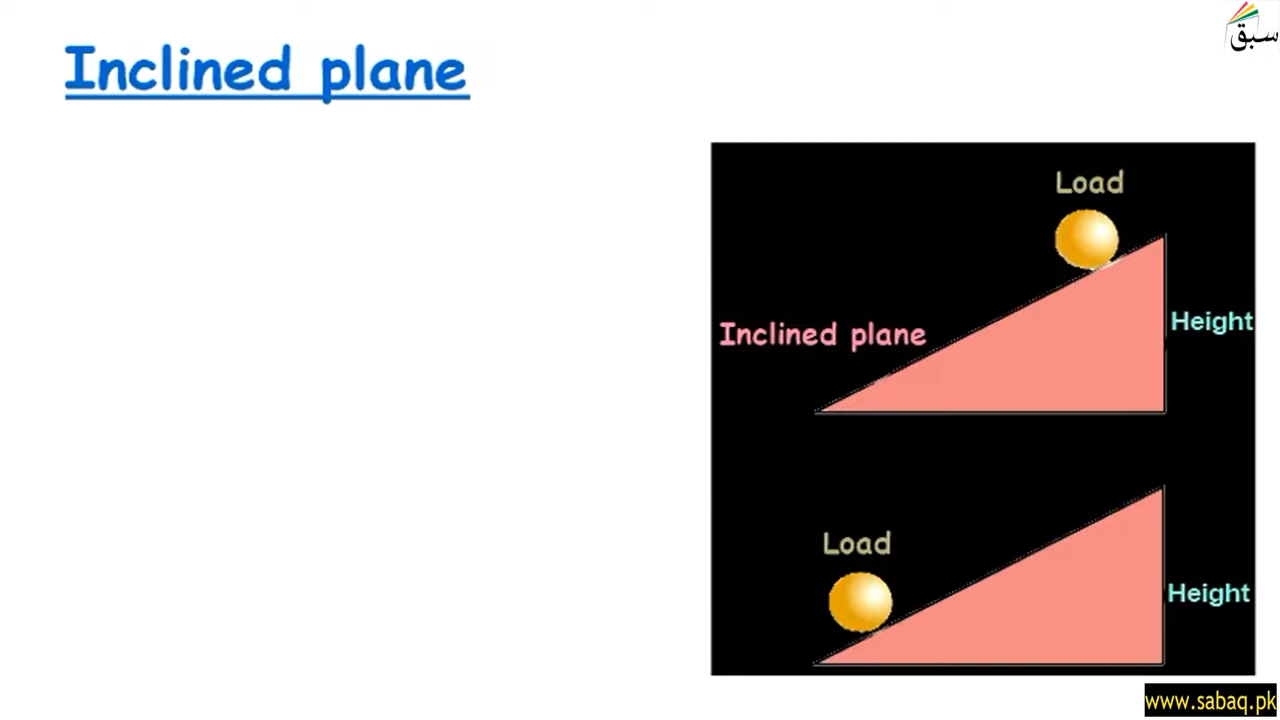 Inclined plane
سبق
Load
Inclined plane
Height
Load
Height
www.sabaq.pk